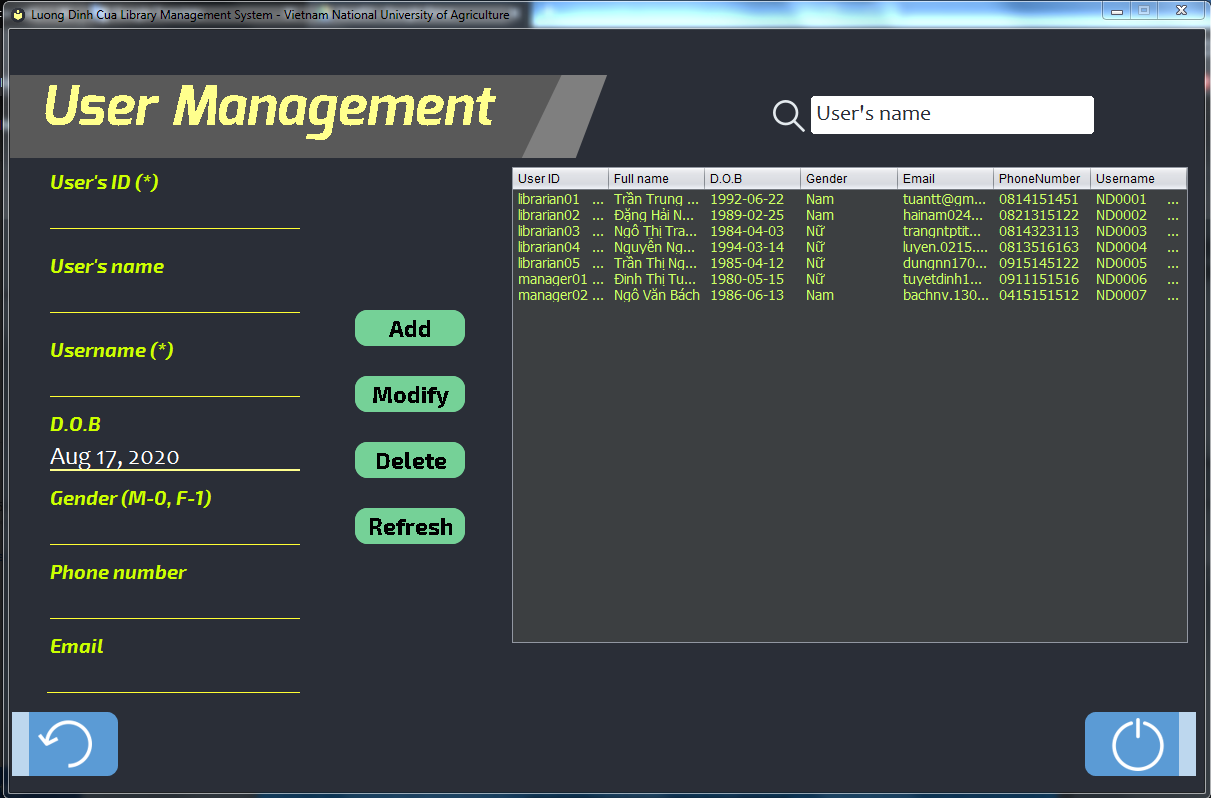 Luong Dinh Cua Library Management System - Vietnam National University of Agriculture
User Management
User's name
User's ID (*)
User's name
Username (*)
D.O.B
Aug 17, 2020
Gender (M-0, F-1)
Phone number
Email
Add
Modify
Delete
Refresh
User ID Full name D.O.B Gender Email PhoneNumber Username
librarian01 ... Trần Trung ... 1992-06-22 Nam tuantt@gm... 0814151451 ND0001 ...
librarian02 ... Đặng Hải N... 1989-02-25 Nam hainam024... 0821315122 ND0002 ...
librarian03 ... Ngô Thị Tra... 1984-04-03 Nữ trangntptit... 0814323113 ND0003 ...
librarian04 ... Nguyễn Ng... 1994-03-14 Nữ luyen.0215.... 0813516163 ND0004 ...
librarian05 ... Trần Thị Ng... 1985-04-12 Nữ dungnn170... 0915145122 ND0005 ...
manager01 ... Đinh Thị Tu... 1980-05-15 Nữ tuyetdinh1... 0911151516 ND0006 ...
manager02 ... Ngô Văn Bách 1986-06-13 Nam bachnv.130... 0415151512 ND0007 ...